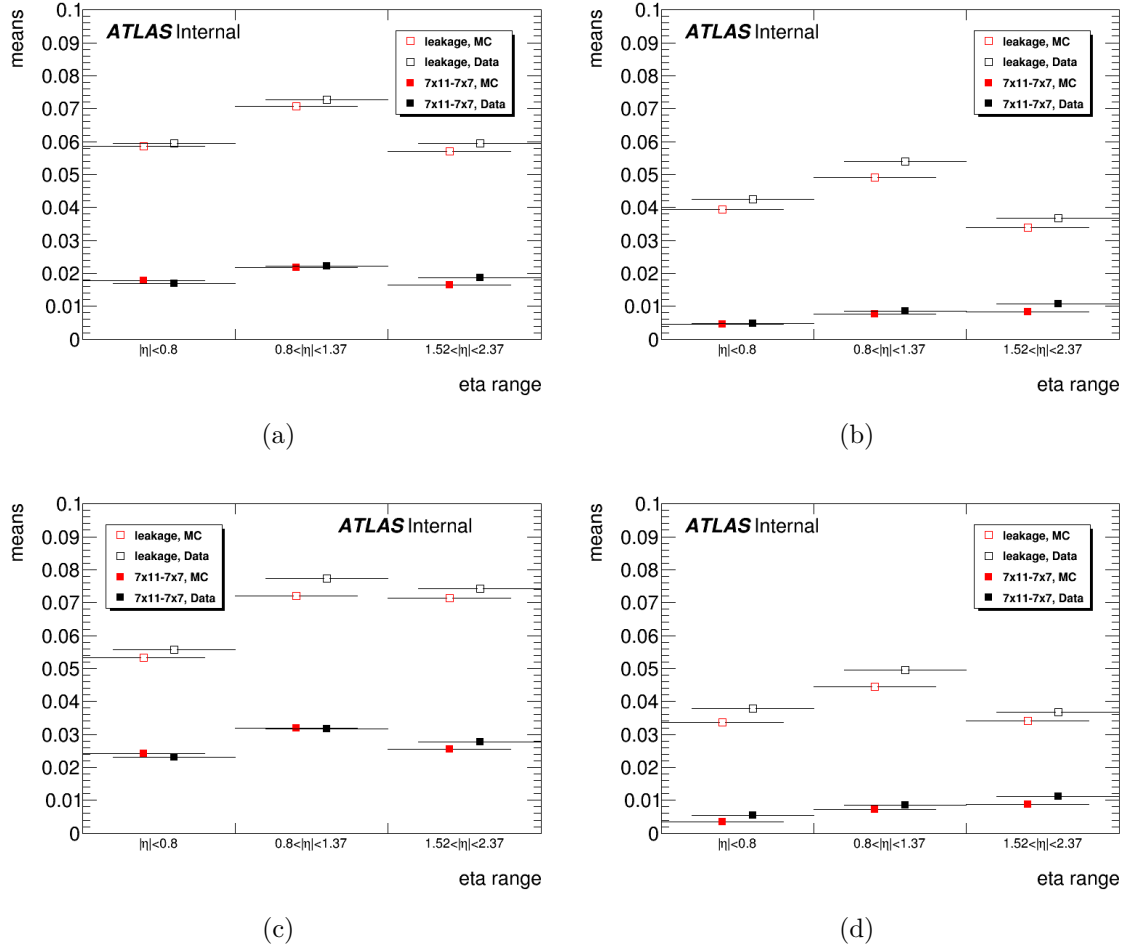 means
0.1
0.09
0.08
0.07
0.06
0.05
0.04
0.03
0.02
0.01
0
ATLAS Internal
leakage, MC
leakage, Data
7x11-7x7, MC
7x11-7x7, Data
|η|<0.8
0.8<|η|<1.37
1.52<|η|<2.37
eta range
(a)
means
0.1
0.09
0.08
0.07
0.06
0.05
0.04
0.03
0.02
0.01
0
ATLAS Internal
leakage, MC
leakage, Data
7x11-7x7, MC
7x11-7x7, Data
|η|<0.8
0.8<|η|<1.37
1.52<|η|<2.37
eta range
(b)
means
0.1
0.09
0.08
0.07
0.06
0.05
0.04
0.03
0.02
0.01
0
ATLAS Internal
leakage, MC
leakage, Data
7x11-7x7, MC
7x11-7x7, Data
|η|<0.8
0.8<|η|<1.37
1.52<|η|<2.37
eta range
(c)
means
0.1
0.09
0.08
0.07
0.06
0.05
0.04
0.03
0.02
0.01
0
ATLAS Internal
leakage, MC
leakage, Data
7x11-7x7, MC
7x11-7x7, Data
|η|<0.8
0.8<|η|<1.37
1.52<|η|<2.37
eta range
(d)